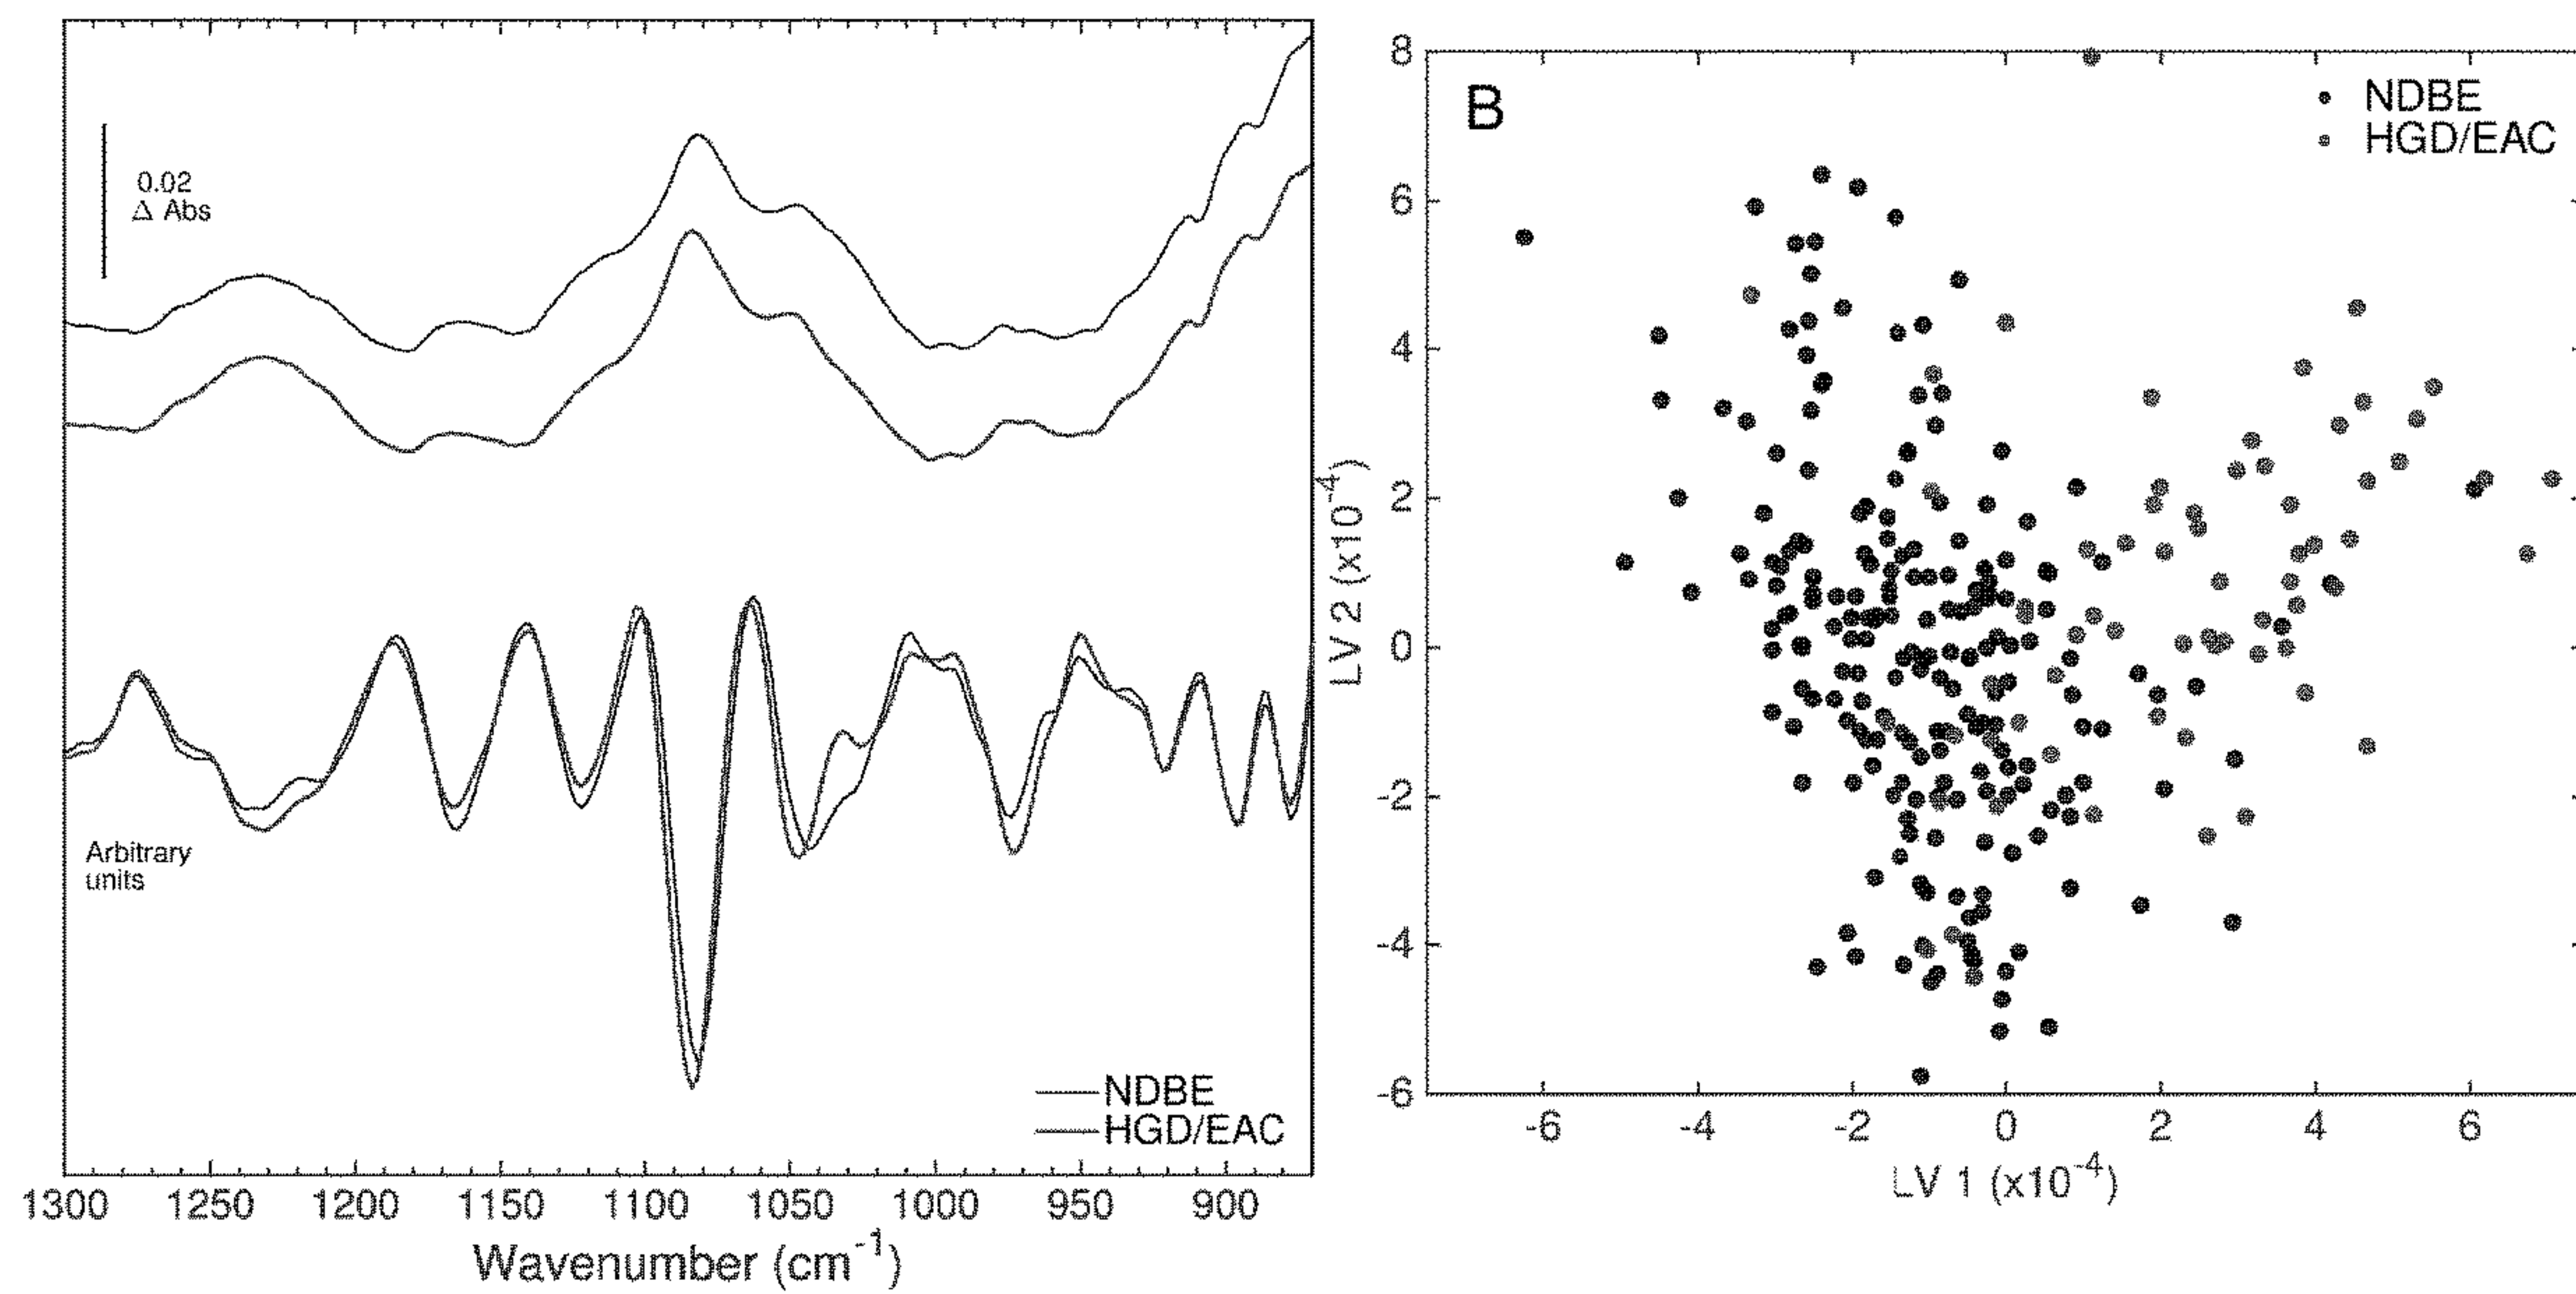 0.02
Δ Abs
Arbitrary
units
NDBE
HGD/EAC
1300 1250 1200 1150 1100 1050 1000 950 900
Wavenumber (cm⁻¹)
B
NDBE
HGD/EAC
8
6
4
2
0
-2
-4
-6
LV 2 (x10⁻⁴)
-6 -4 -2 0 2 4 6
LV 1 (x10⁻⁴)